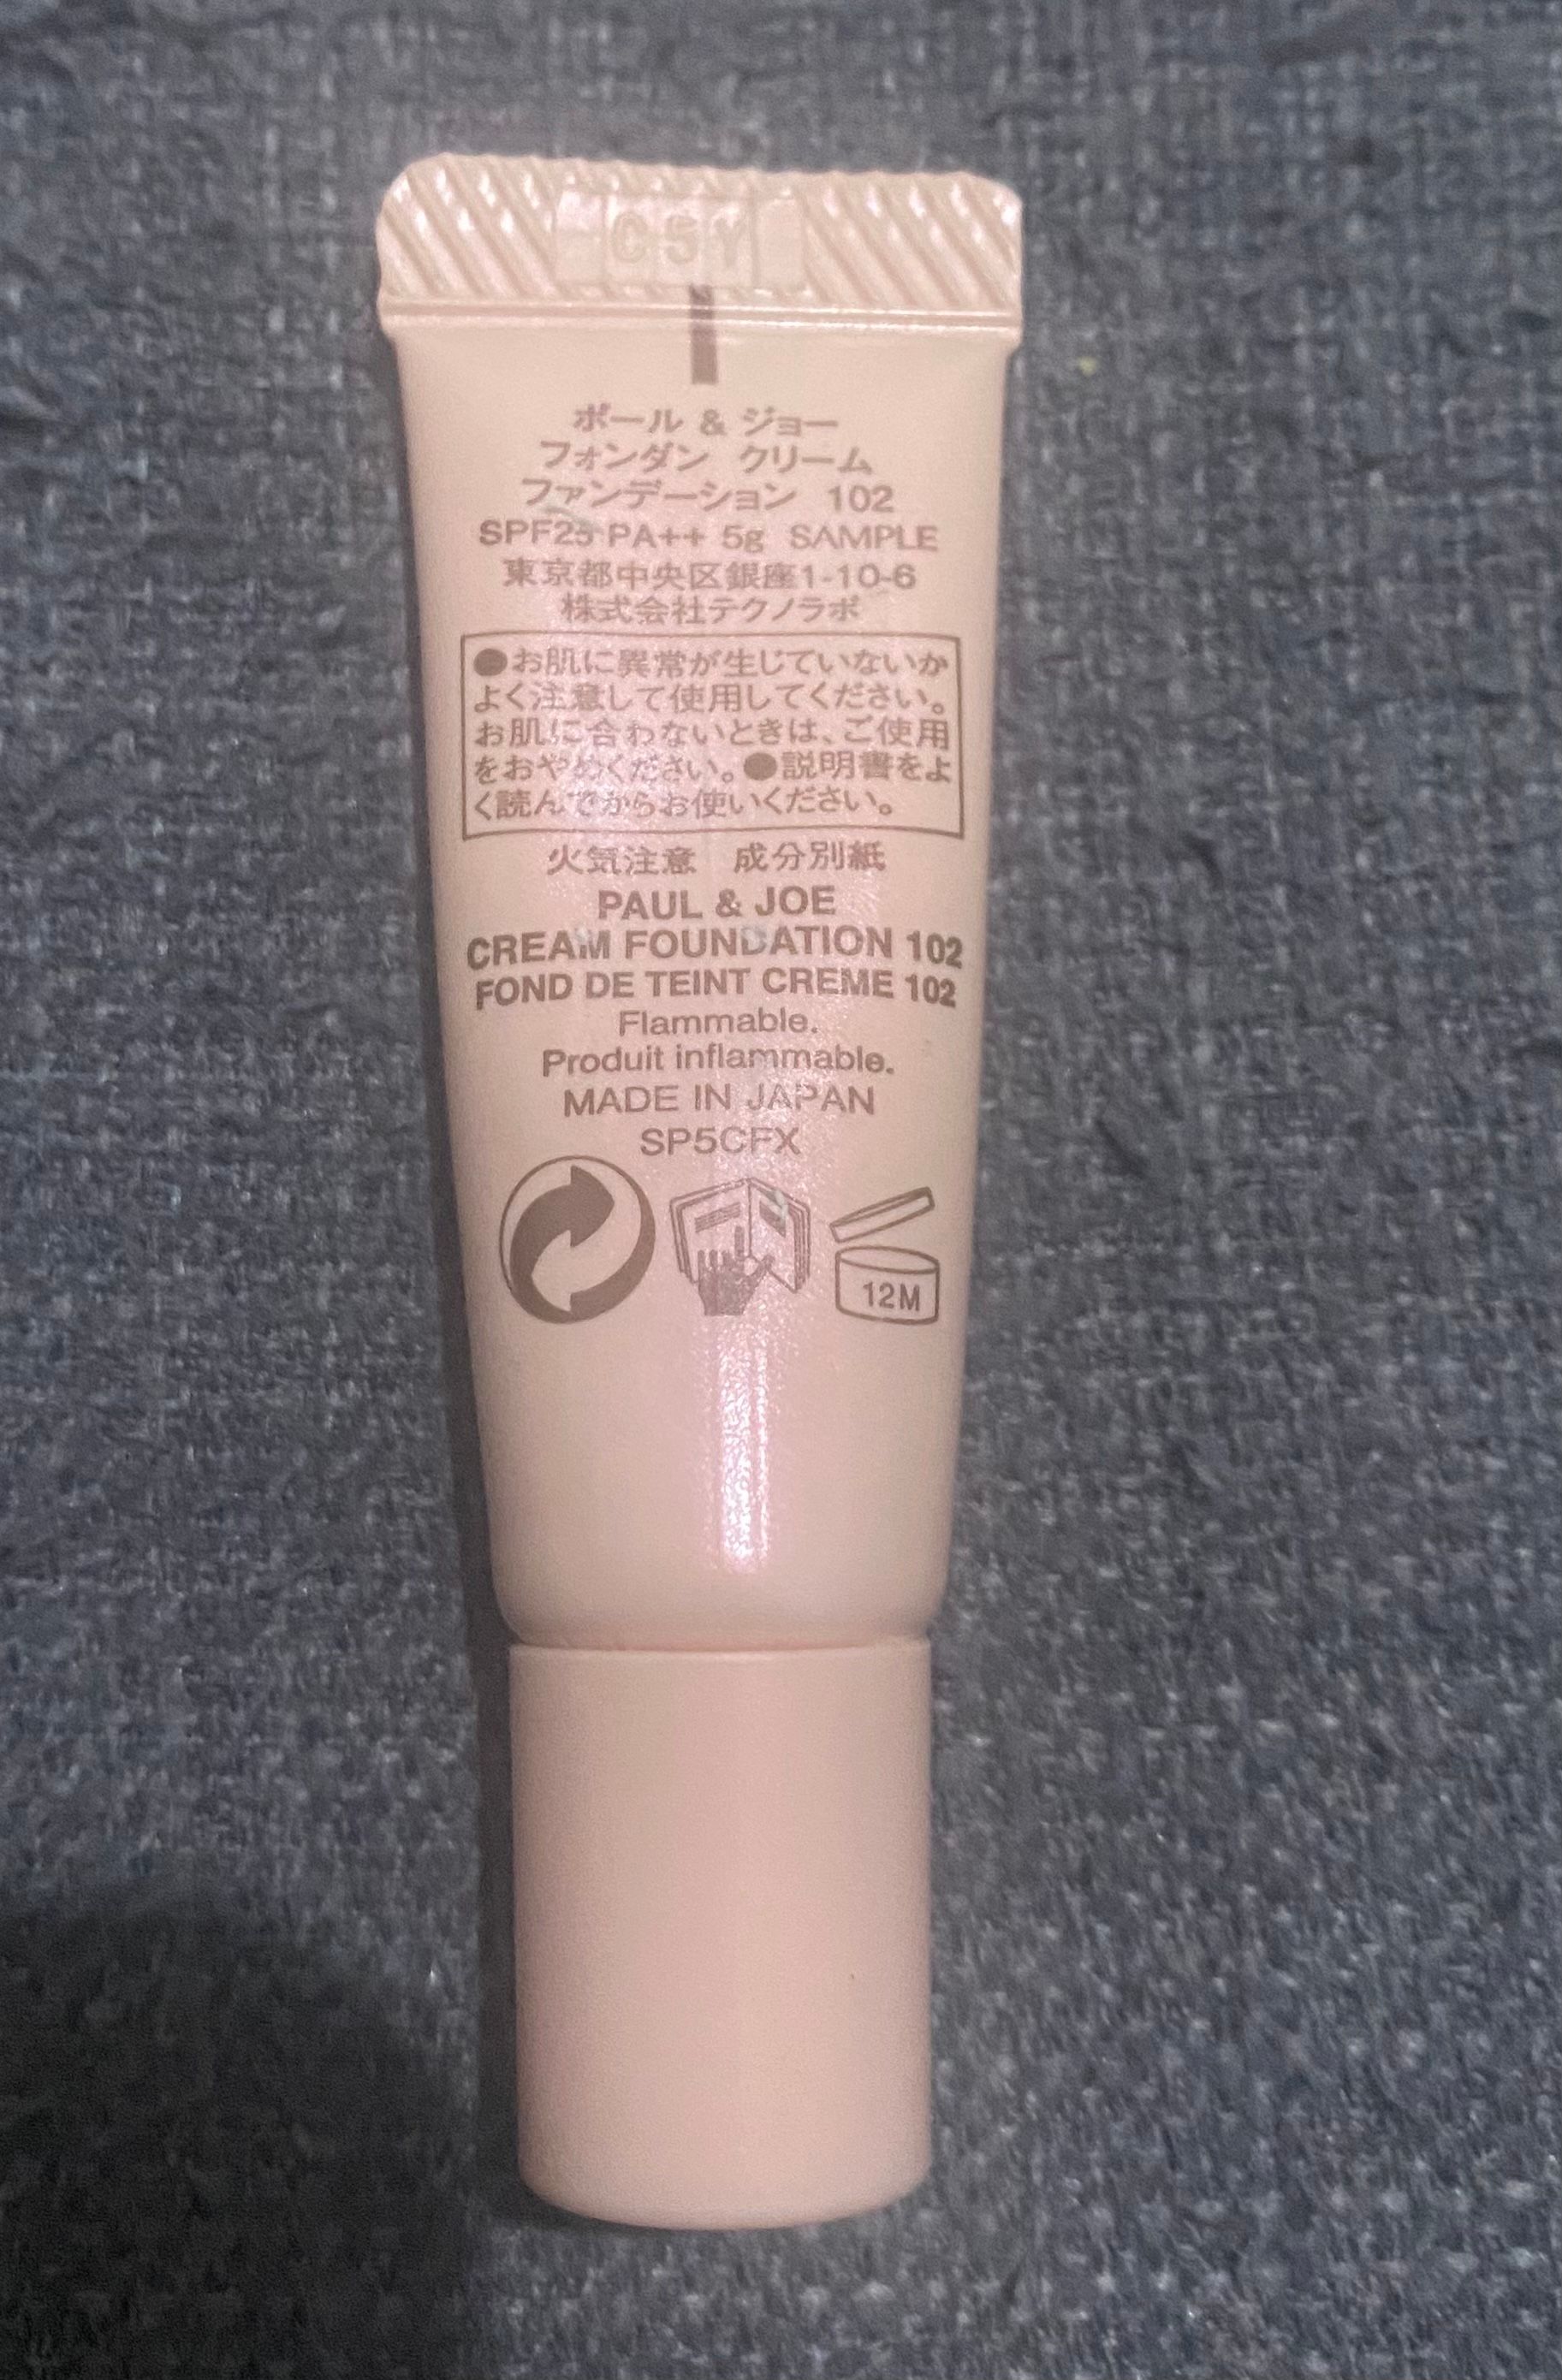 C5Y
ポール & ジョー
フォンダン クリーム
ファンデーション 102
SPF25 PA++ 5g SAMPLE
東京都中央区銀座1-10-6
株式会社テクノラボ
●お肌に異常が生じていないか
よく注意して使用してください。
お肌に合わないときは、ご使用
をおやめください。●説明書をよ
く読んでからお使いください。
火気注意 成分別紙
PAUL & JOE
CREAM FOUNDATION 102
FOND DE TEINT CREME 102
Flammable.
Produit inflammable.
MADE IN JAPAN
SP5CFX
12M